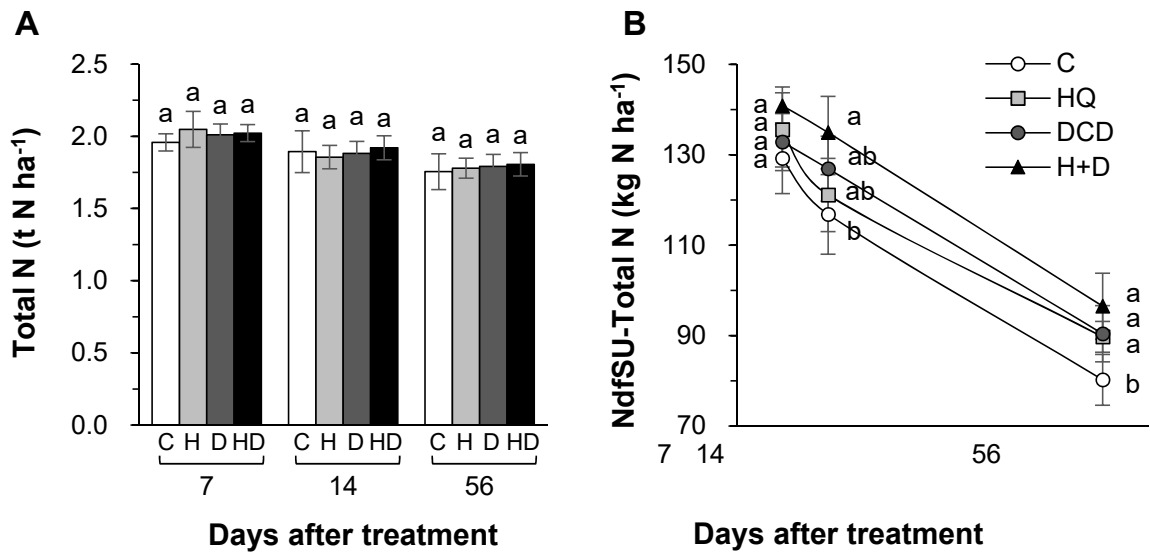 A
Total N (t N ha-1)
2.5
2.0
1.5
1.0
0.5
0.0
a a a a
a a a a
a a a a
C H D HD C H D HD C H D HD
7 14 56
Days after treatment
B
NdfSU-Total N (kg N ha-1)
150
130
110
90
70
C
HQ
DCD
H+D
a
a
a
a
a
ab
ab
b
a
a
a
b
7 14 56
Days after treatment